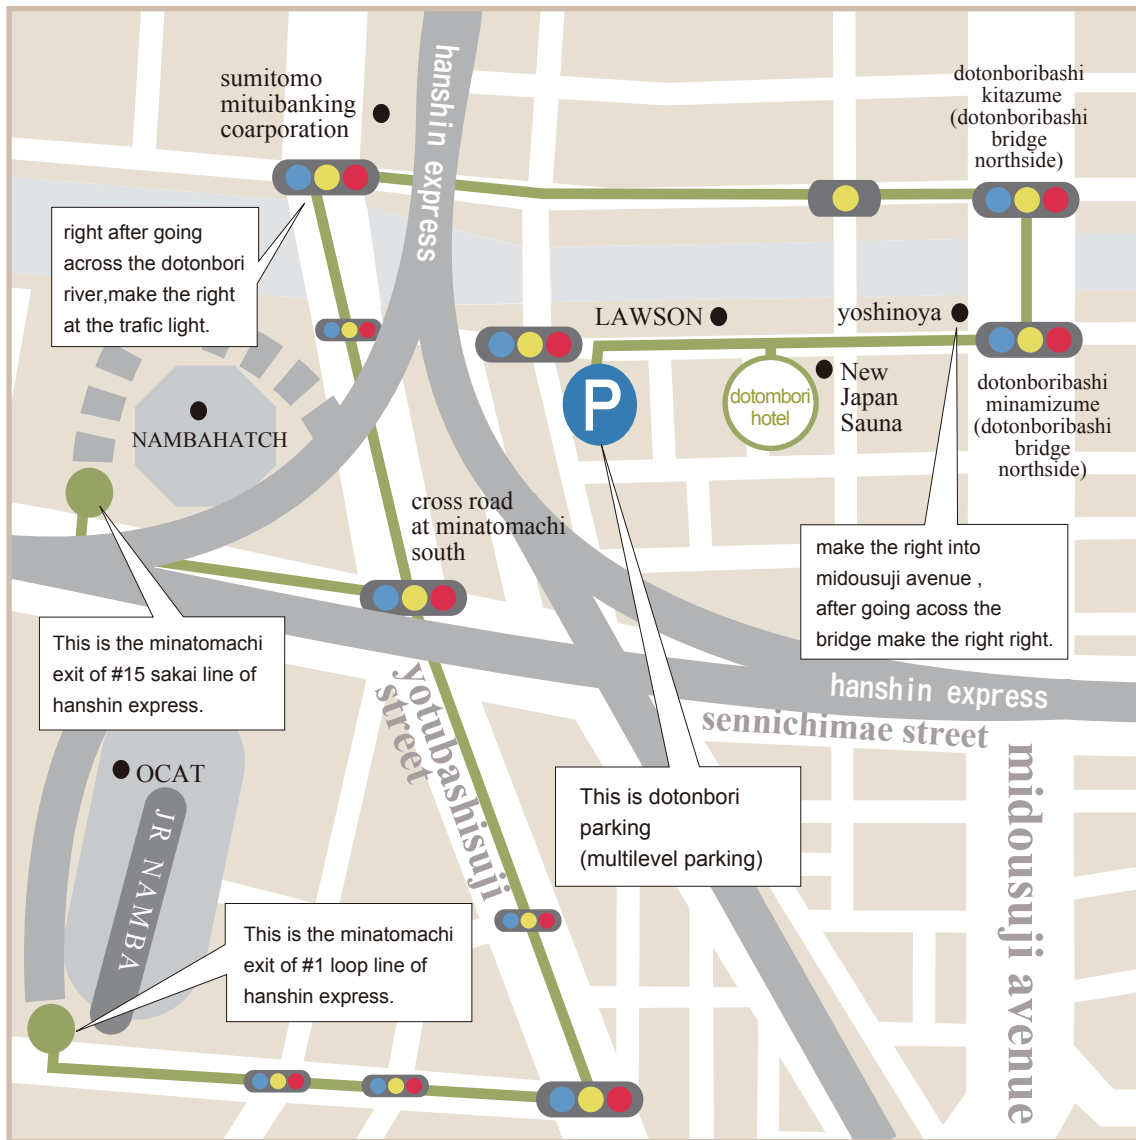 sumitomo
mituibanking
coarporation
hanshin express
dotonboribashi
kitazume
(dotonboribashi
bridge
northside)
right after going
across the dotonbori
river,make the right
at the trafic light.
LAWSON
yoshinoya
P
dotombori
hotel
New
Japan
Sauna
dotonboribashi
minamizume
(dotonboribashi
bridge
northside)
NAMBAHATCH
cross road
at minatomachi
south
make the right into
midousuji avenue ,
after going acoss the
bridge make the right right.
This is the minatomachi
exit of #15 sakai line of
hanshin express.
hanshin express
sennichimae street
yotubashisuji
street
midousuji avenue
OCAT
JR NAMBA
This is dotonbori
parking
(multilevel parking)
This is the minatomachi
exit of #1 loop line of
hanshin express.